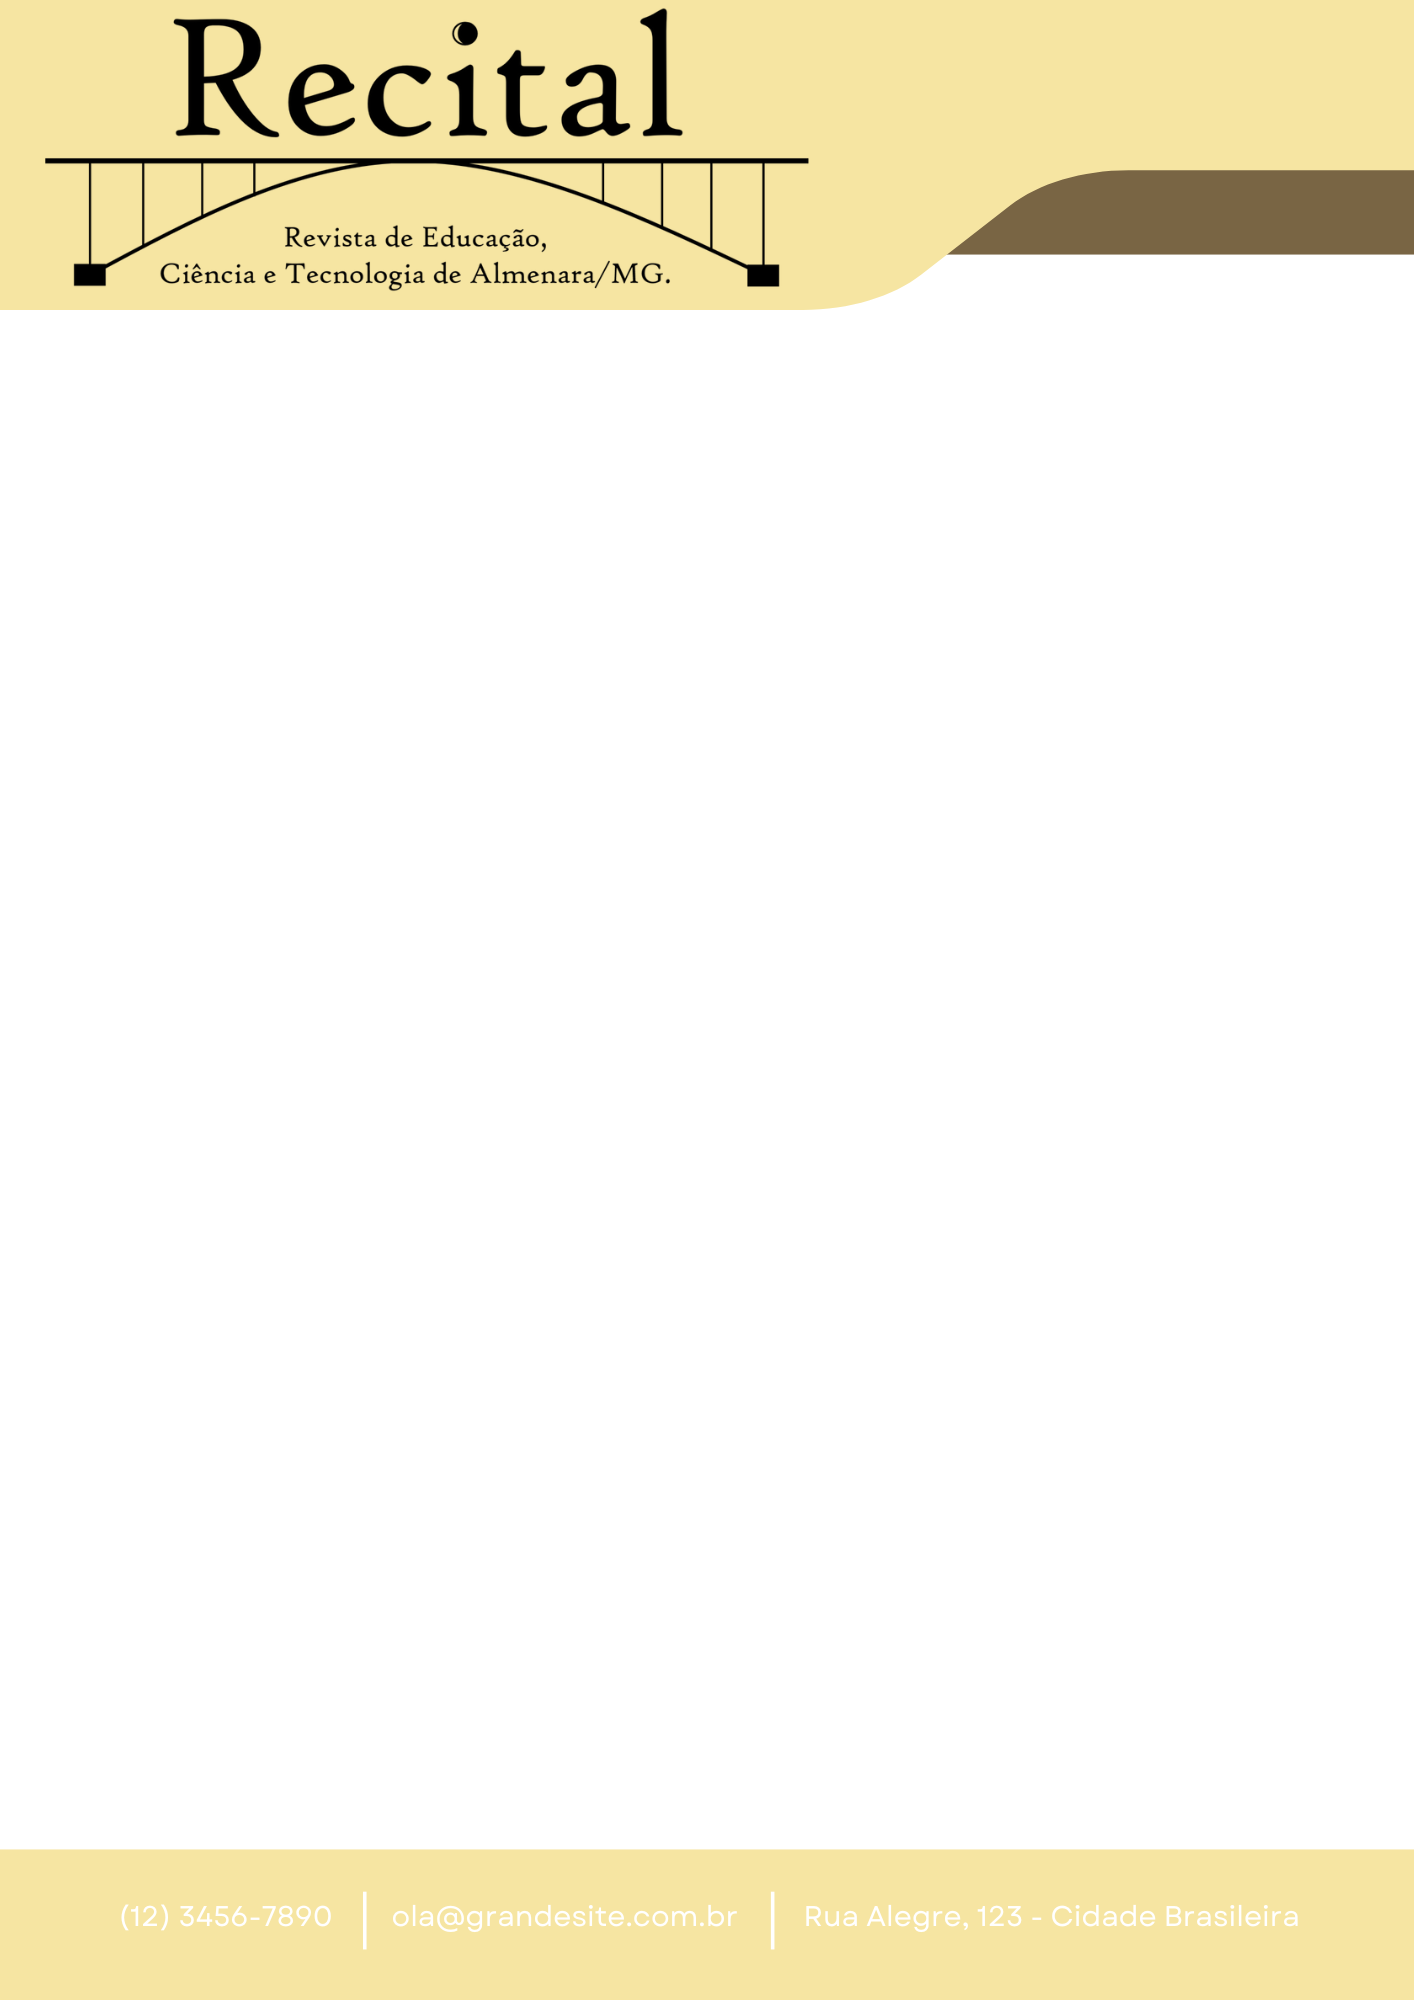 Recital
Revista de Educação,
Ciência e Tecnologia de Almenara/MG.
(12) 3456-7890
ola@grandesite.com.br
Rua Alegre, 123 - Cidade Brasileira